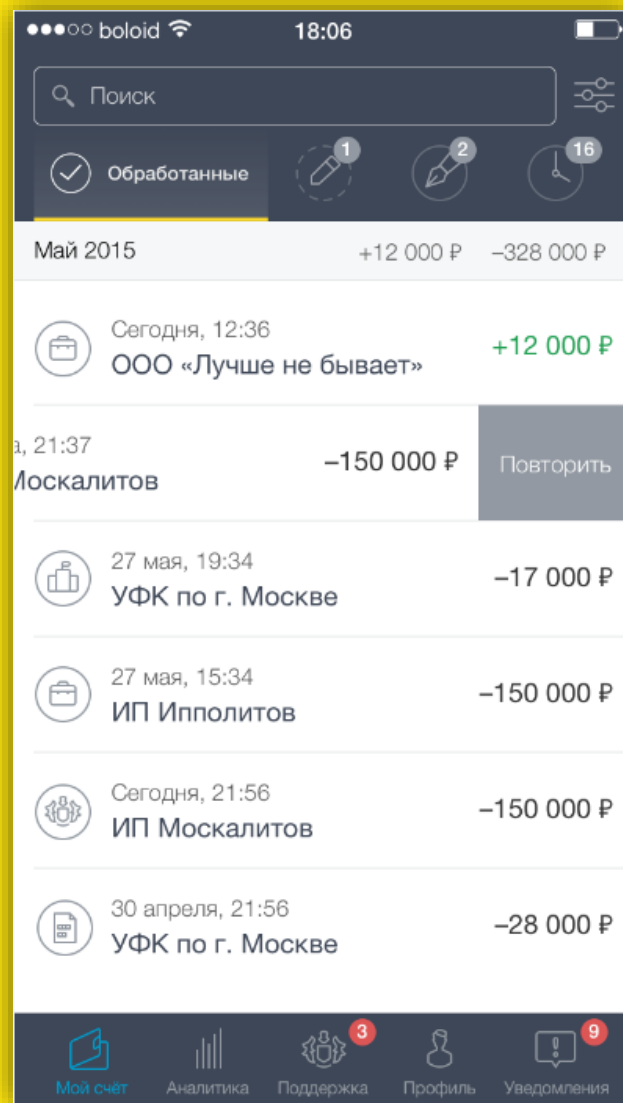 boloid 18:06
Поиск
Обработанные 1 2 16
Май 2015 +12 000 ₽ –328 000 ₽
Сегодня, 12:36
ООО «Лучше не бывает» +12 000 ₽
а, 21:37
Москалитов –150 000 ₽ Повторить
27 мая, 19:34
УФК по г. Москве –17 000 ₽
27 мая, 15:34
ИП Ипполитов –150 000 ₽
Сегодня, 21:56
ИП Москалитов –150 000 ₽
30 апреля, 21:56
УФК по г. Москве –28 000 ₽
3 9
Мой счёт Аналитика Поддержка Профиль Уведомления